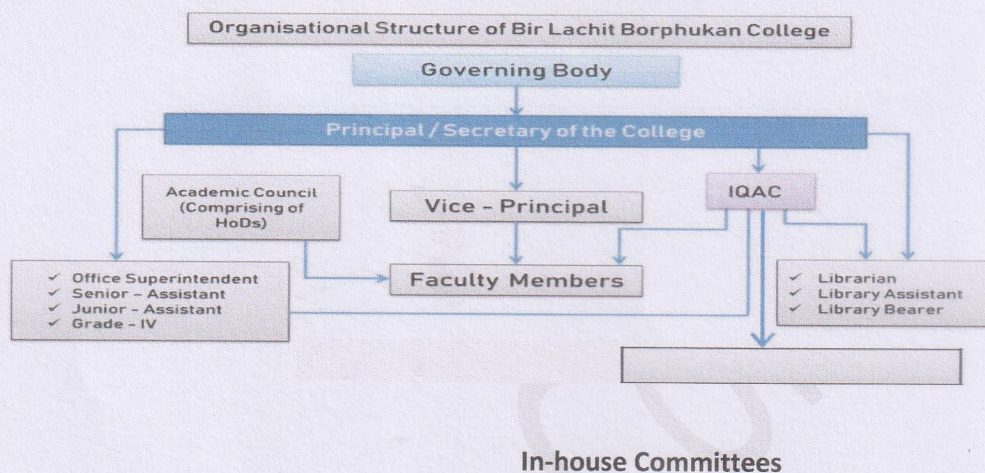 Organisational Structure of Bir Lachit Borphukan College
Governing Body
Principal / Secretary of the College
Academic Council
(Comprising of
HoDs)
Vice - Principal
IQAC
Faculty Members
✓ Office Superintendent
✓ Senior - Assistant
✓ Junior - Assistant
✓ Grade - IV
✓ Librarian
✓ Library Assistant
✓ Library Bearer
In-house Committees